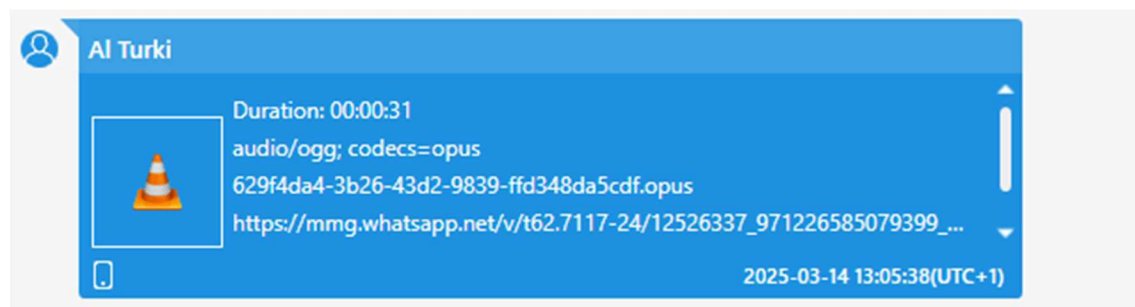 Al Turki
Duration: 00:00:31
audio/ogg; codecs=opus
629f4da4-3b26-43d2-9839-ffd348da5cdf.opus
https://mmg.whatsapp.net/v/t62.7117-24/12526337_971226585079399_...
2025-03-14 13:05:38(UTC+1)